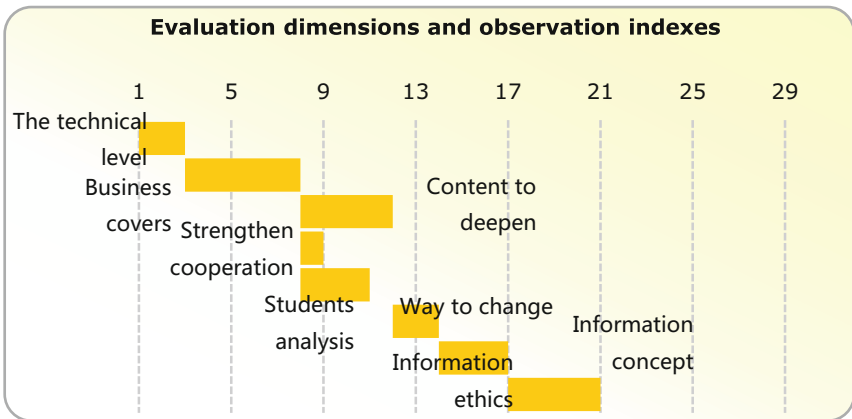 Evaluation dimensions and observation indexes
1 5 9 13 17 21 25 29
The technical
level
Business
covers
Content to
deepen
Strengthen
cooperation
Students
analysis
Way to change
Information
concept
Information
ethics